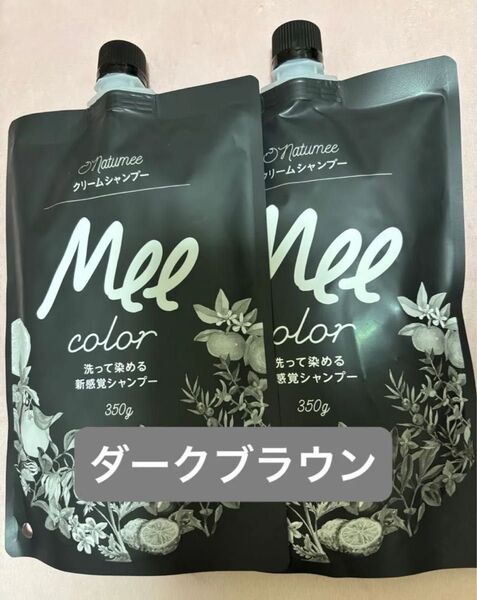 Natumee
クリームシャンプー
Mee
color
洗って染める
新感覚シャンプー
350g
Natumee
クリームシャンプー
Mee
color
洗って染める
感覚シャンプー
350g
ダークブラウン